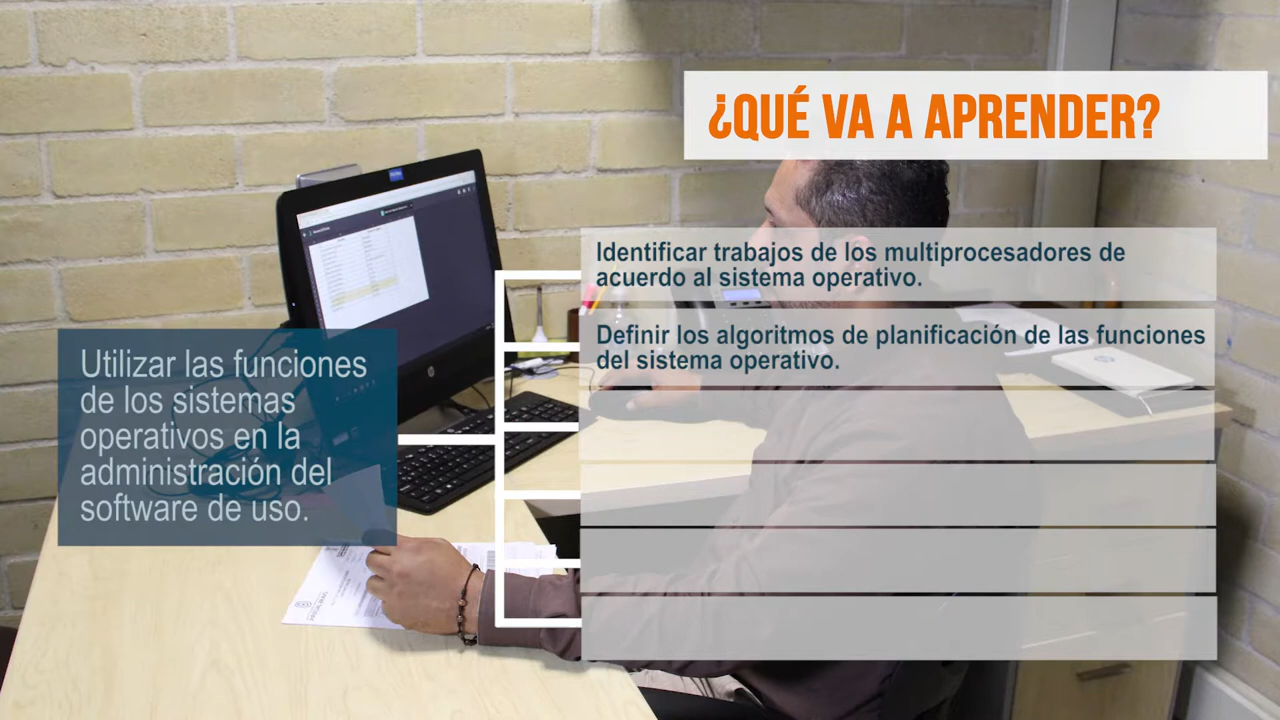 ¿QUÉ VA A APRENDER?
Identificar trabajos de los multiprocesadores de
acuerdo al sistema operativo.
Definir los algoritmos de planificación de las funciones
del sistema operativo.
Utilizar las funciones
de los sistemas
operativos en la
administración del
software de uso.